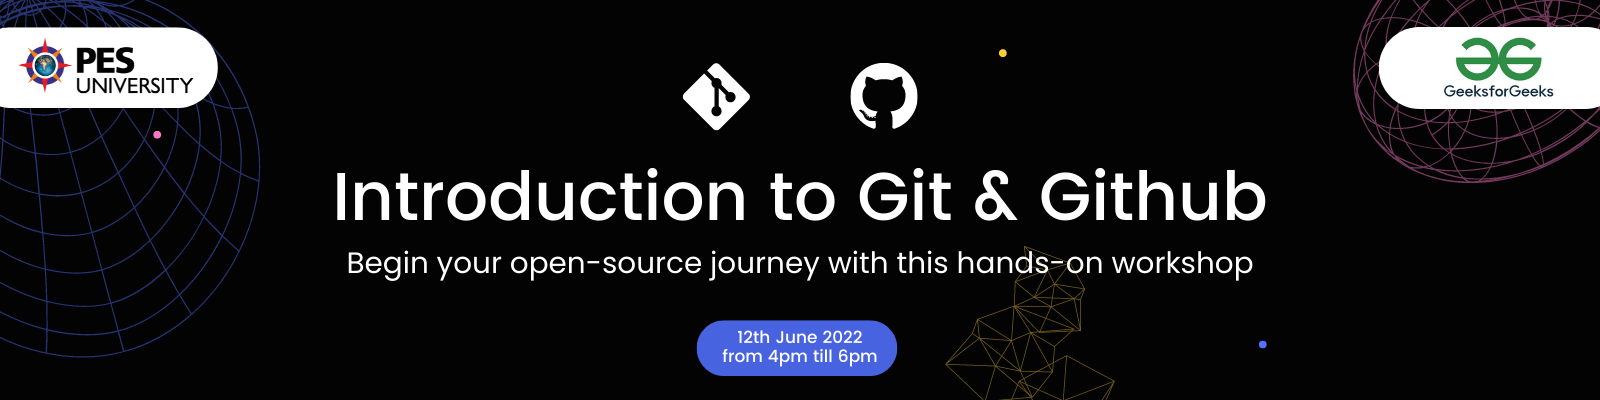 PES
UNIVERSITY
GeeksforGeeks
Introduction to Git & Github
Begin your open-source journey with this hands-on workshop
12th June 2022
from 4pm till 6pm